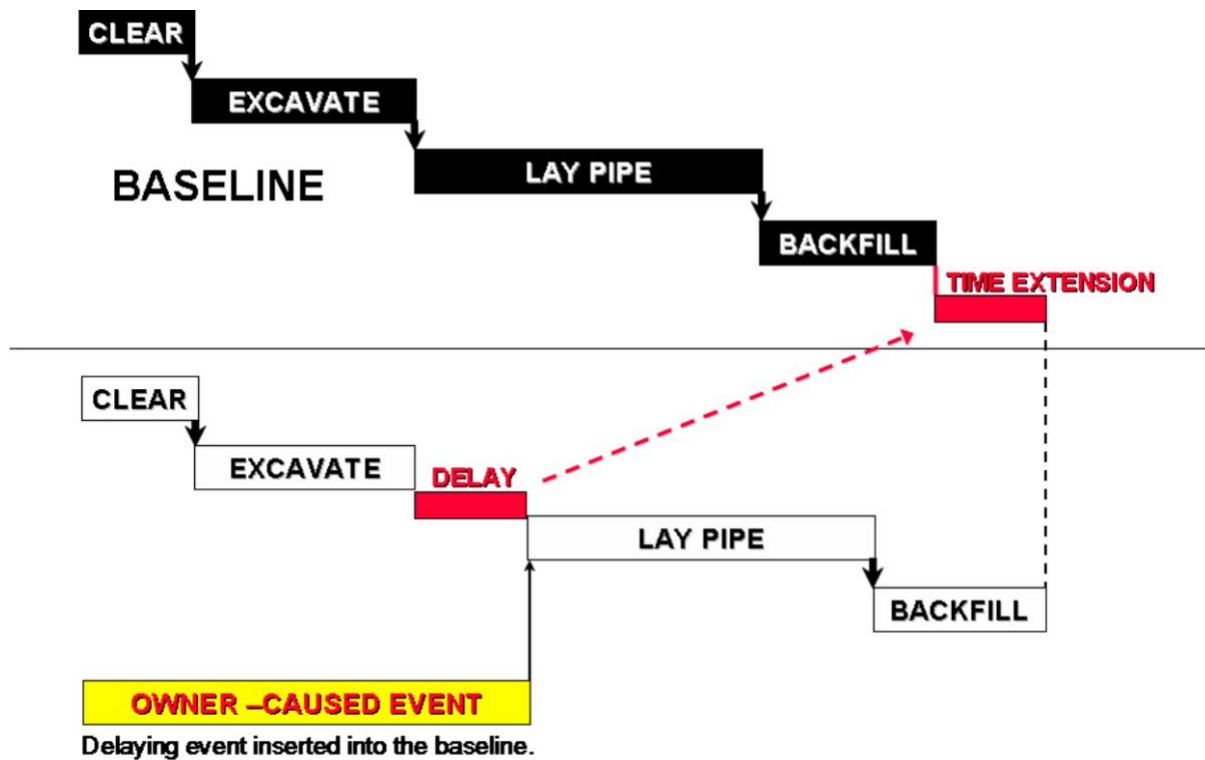 CLEAR
EXCAVATE
LAY PIPE
BASELINE
BACKFILL
TIME EXTENSION
CLEAR
EXCAVATE
DELAY
LAY PIPE
BACKFILL
OWNER –CAUSED EVENT
Delaying event inserted into the baseline.